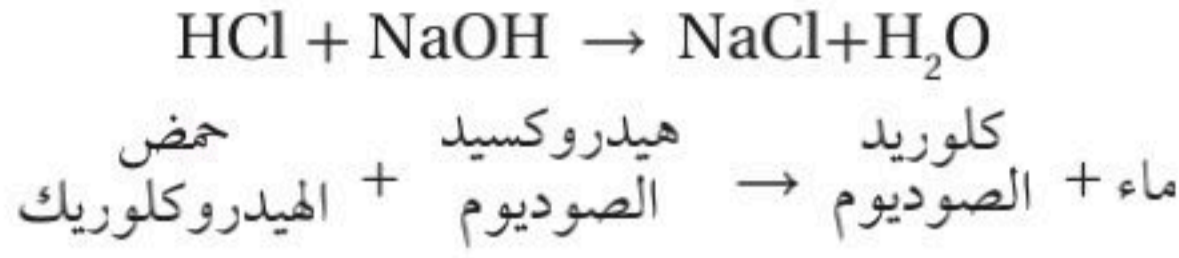 HCl + NaOH → NaCl+H₂O
حمض الهيدروكلوريك + هيدروكسيد الصوديوم → كلوريد الصوديوم + ماء